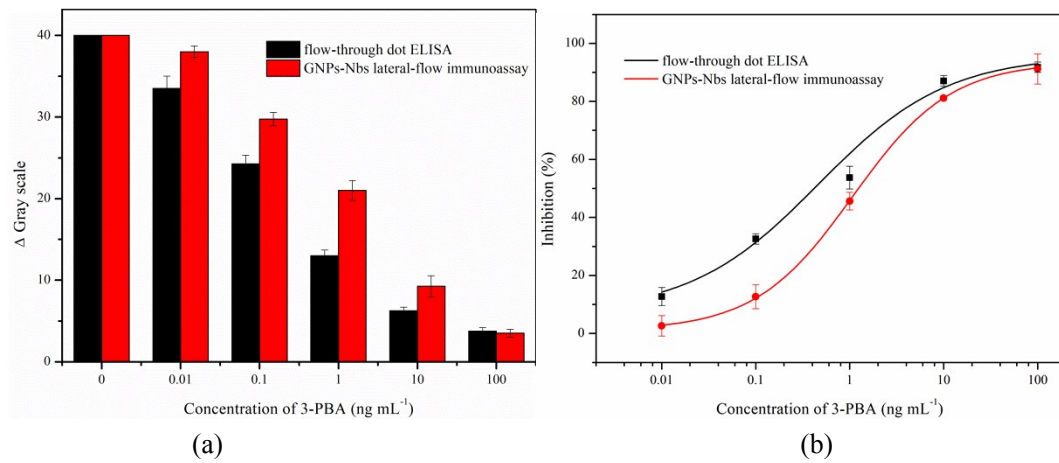 40
30
20
10
0
Δ Gray scale
flow-through dot ELISA
GNPs-Nbs lateral-flow immunoassay
0 0.01 0.1 1 10 100
Concentration of 3-PBA (ng mL⁻¹)
(a)
100
80
60
40
20
0
Inhibition (%)
flow-through dot ELISA
GNPs-Nbs lateral-flow immunoassay
0.01 0.1 1 10 100
Concentration of 3-PBA (ng mL⁻¹)
(b)